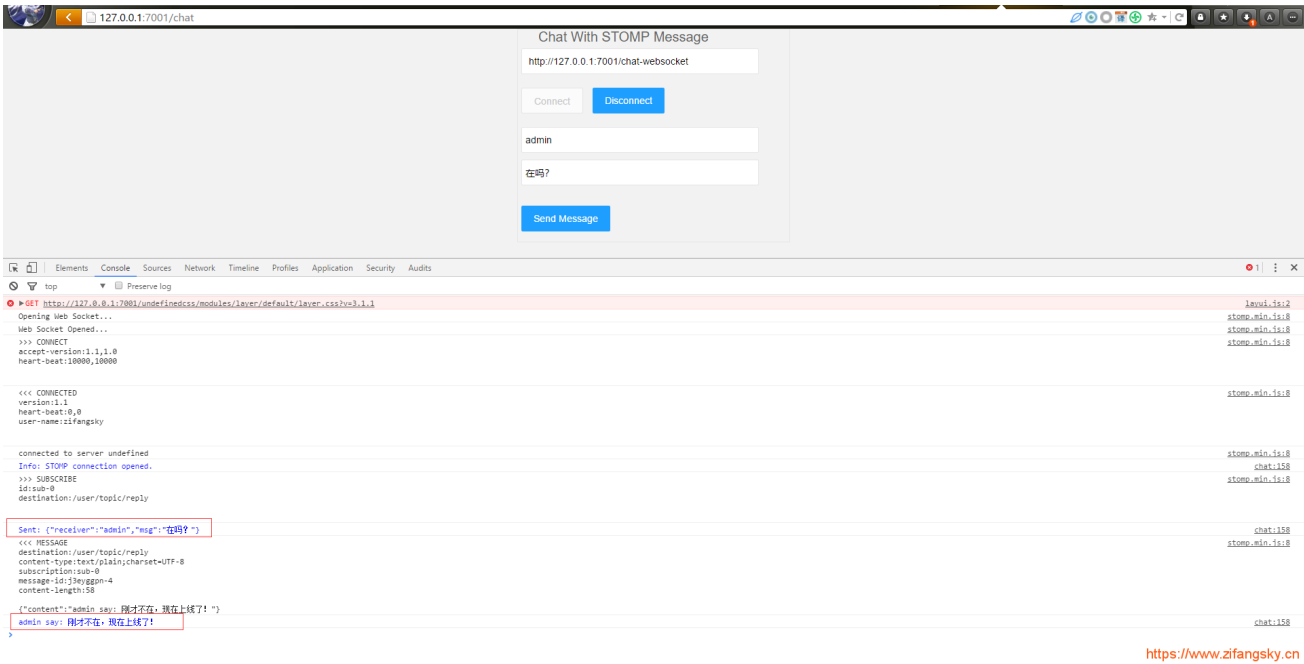 127.0.0.1:7001/chat
Chat With STOMP Message
http://127.0.0.1:7001/chat-websocket
Connect Disconnect
admin
在吗?
Send Message
Elements Console Sources Network Timeline Profiles Application Security Audits 1
top Preserve log
GET http://127.0.0.1:7001/undefinedcss/modules/layer/default/layer.css?v=3.1.1 layui.js:2
Opening Web Socket... stomp.min.js:8
Web Socket Opened... stomp.min.js:8
>>> CONNECT stomp.min.js:8
accept-version:1.1,1.0
heart-beat:10000,10000
<<< CONNECTED stomp.min.js:8
version:1.1
heart-beat:0,0
user-name:zifangsky
connected to server undefined stomp.min.js:8
Info: STOMP connection opened. chat:158
>>> SUBSCRIBE stomp.min.js:8
id:sub-0
destination:/user/topic/reply
Sent: {"receiver":"admin","msg":"在吗？"} chat:158
<<< MESSAGE stomp.min.js:8
destination:/user/topic/reply
content-type:text/plain;charset=UTF-8
subscription:sub-0
message-id:j3eyggpn-4
content-length:58
{"content":"admin say: 刚才不在，现在上线了！"}
admin say: 刚才不在，现在上线了！ chat:158
https://www.zifangsky.cn